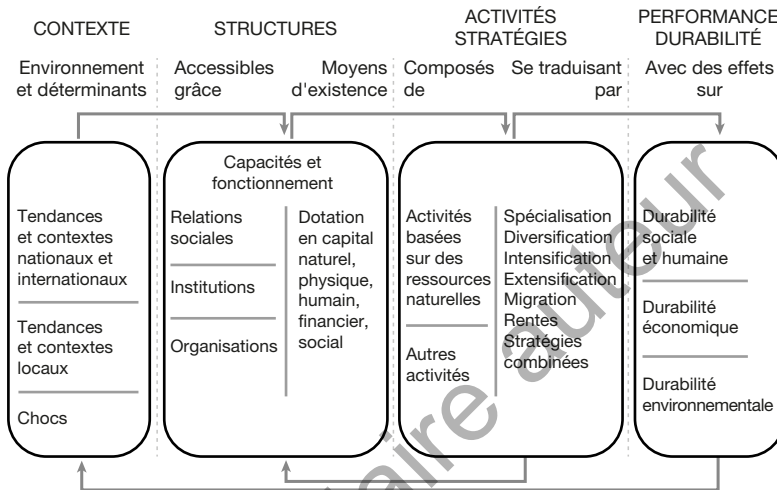 CONTEXTE
Environnement
et déterminants
STRUCTURES
Accessibles
grâce
Moyens
d'existence
ACTIVITÉS
STRATÉGIES
Composés
de
Se traduisant
par
PERFORMANCE
DURABILITÉ
Avec des effets
sur
Tendances
et contextes
nationaux et
internationaux
Tendances
et contextes
locaux
Chocs
Capacités et
fonctionnement
Relations
sociales
Institutions
Organisations
Dotation
en capital
naturel,
physique,
humain,
financier,
social
Activités
basées
sur des
ressources
naturelles
Autres
activités
Spécialisation
Diversification
Intensification
Extensification
Migration
Rentes
Stratégies
combinées
Durabilité
sociale
et humaine
Durabilité
économique
Durabilité
environnementale
auteur